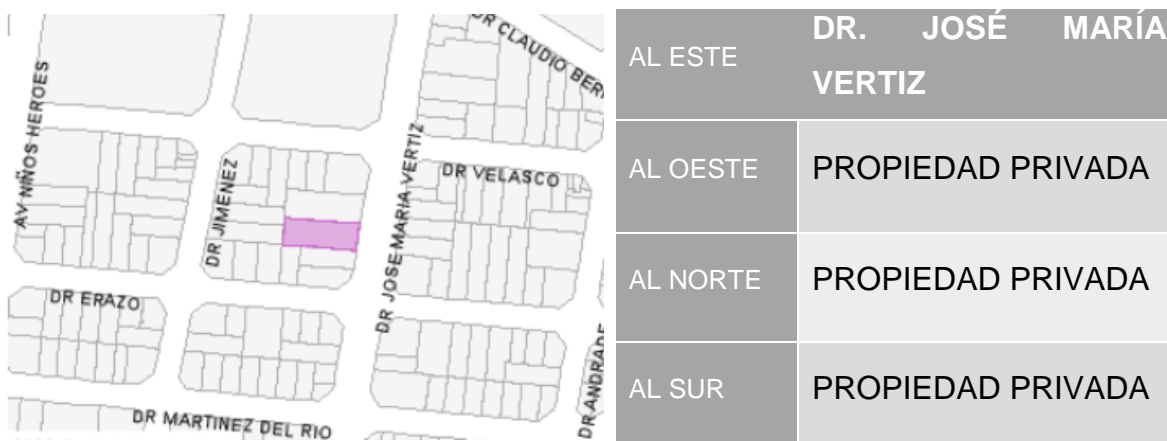 DR CLAUDIO BER
AV NIÑOS HEROES
DR JIMENEZ
DR JOSE MARIA VERTIZ
DR VELASCO
DR ERAZO
DR ANDRADE
DR MARTINEZ DEL RIO
AL ESTE
DR. JOSÉ MARÍA
VERTIZ
AL OESTE
PROPIEDAD PRIVADA
AL NORTE
PROPIEDAD PRIVADA
AL SUR
PROPIEDAD PRIVADA